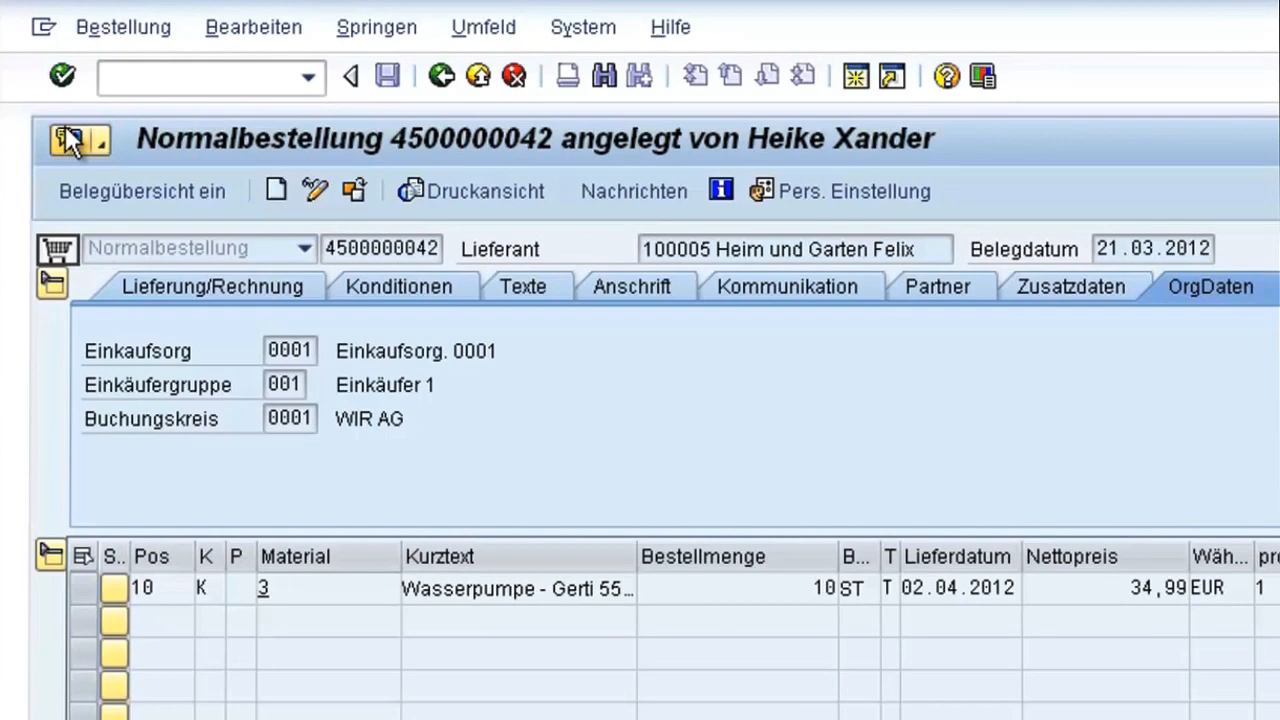 Bestellung Bearbeiten Springen Umfeld System Hilfe
Normalbestellung 4500000042 angelegt von Heike Xander
Belegübersicht ein Druckansicht Nachrichten Pers. Einstellung
Normalbestellung 4500000042 Lieferant 100005 Heim und Garten Felix Belegdatum 21.03.2012
Lieferung/Rechnung Konditionen Texte Anschrift Kommunikation Partner Zusatzdaten OrgDaten
Einkaufsorg 0001 Einkaufsorg. 0001
Einkäufergruppe 001 Einkäufer 1
Buchungskreis 0001 WIR AG
S.. Pos K P Material Kurztext Bestellmenge B... T Lieferdatum Nettopreis Wäh... pro
10 K 3 Wasserpumpe - Gerti 55... 10 ST T 02.04.2012 34,99 EUR 1